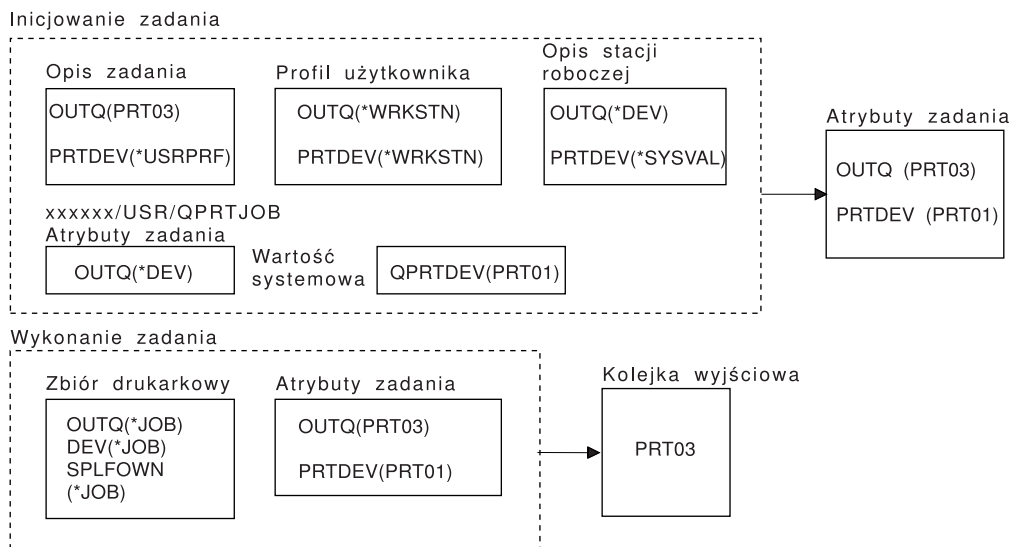 Inicjowanie zadania
Opis zadania
OUTQ(PRT03)
PRTDEV(*USRPRF)
Profil użytkownika
OUTQ(*WRKSTN)
PRTDEV(*WRKSTN)
Opis stacji
roboczej
OUTQ(*DEV)
PRTDEV(*SYSVAL)
Atrybuty zadania
OUTQ (PRT03)
PRTDEV (PRT01)
xxxxxx/USR/QPRTJOB
Atrybuty zadania
OUTQ(*DEV)
Wartość
systemowa
QPRTDEV(PRT01)
Wykonanie zadania
Zbiór drukarkowy
OUTQ(*JOB)
DEV(*JOB)
SPLFOWN
(*JOB)
Atrybuty zadania
OUTQ(PRT03)
PRTDEV(PRT01)
Kolejka wyjściowa
PRT03